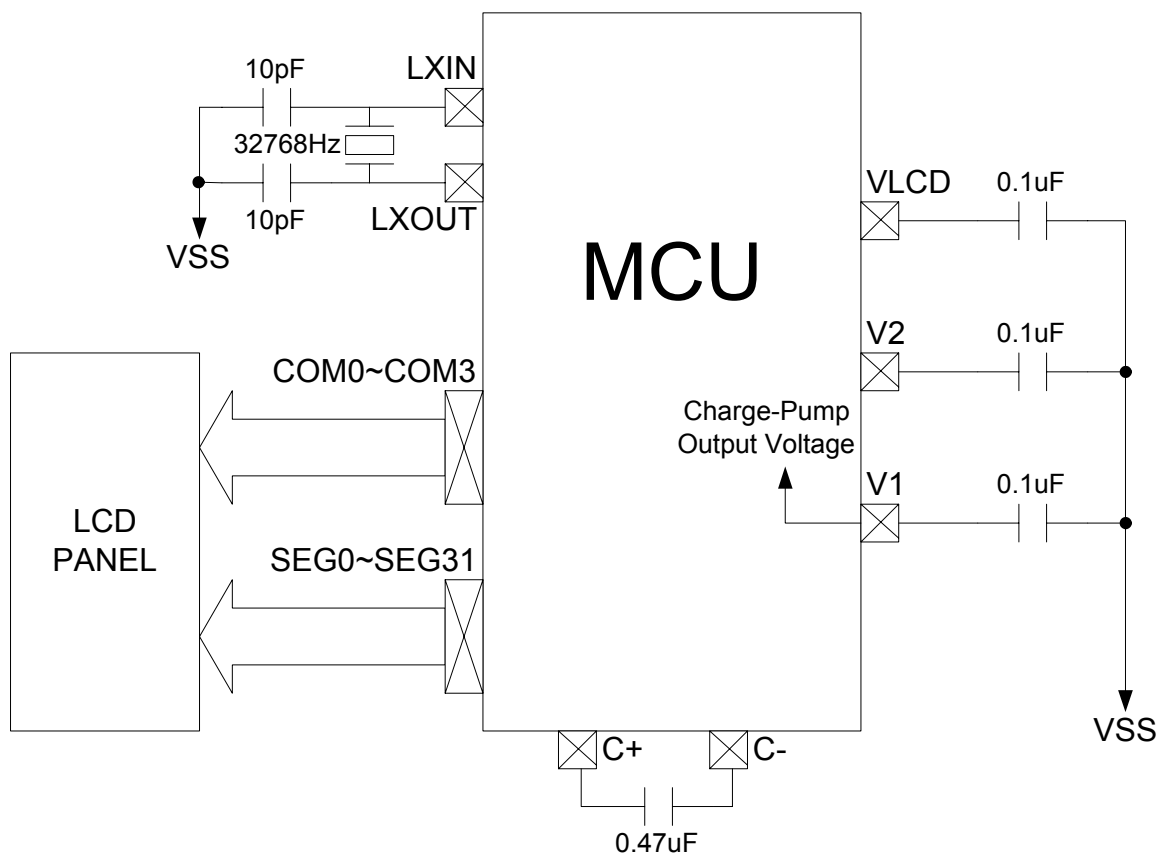 10pF
LXIN
32768Hz
10pF
LXOUT
VSS
MCU
VLCD
0.1uF
V2
0.1uF
COM0~COM3
Charge-Pump
Output Voltage
V1
0.1uF
LCD
PANEL
SEG0~SEG31
VSS
C+
C-
0.47uF